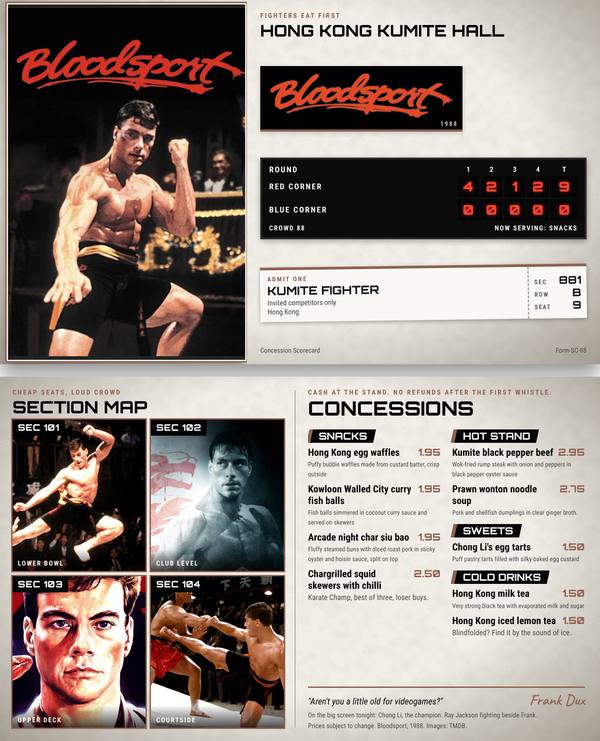 Bloodsport
FIGHTERS EAT FIRST
HONG KONG KUMITE HALL
Bloodsport
1988
ROUND 1 2 3 4 T
RED CORNER 4 2 1 2 9
BLUE CORNER 0 0 0 0 0
CROWD 88 NOW SERVING: SNACKS
ADMIT ONE
KUMITE FIGHTER
Invited competitors only
Hong Kong
SEC 881
ROW B
SEAT 9
Concession Scorecard Form SC-88
CHEAP SEATS, LOUD CROWD
SECTION MAP
SEC 101
LOWER BOWL
SEC 102
CLUB LEVEL
SEC 103
UPPER DECK
SEC 104
COURTSIDE
CASH AT THE STAND. NO REFUNDS AFTER THE FIRST WHISTLE.
CONCESSIONS
SNACKS
Hong Kong egg waffles 1.95
Puffy bubble waffles made from custard batter, crisp
outside
Kowloon Walled City curry 1.95
fish balls
Fish balls simmered in coconut curry sauce and
served on skewers
Arcade night char siu bao 1.95
Fluffy steamed buns with diced roast pork in sticky
oyster and hoisin sauce, split on top
Chargrilled squid 2.50
skewers with chilli
Karate Champ, best of three, loser buys.
HOT STAND
Kumite black pepper beef 2.95
Wok-fried rump steak with onion and peppers in
black pepper oyster sauce
Prawn wonton noodle 2.75
soup
Pork and shellfish dumplings in clear ginger broth.
SWEETS
Chong Li's egg tarts 1.50
Puff pastry tarts filled with silky baked egg custard
COLD DRINKS
Hong Kong milk tea 1.50
Very strong black tea with evaporated milk and sugar
Hong Kong iced lemon tea 1.50
Blindfolded? Find it by the sound of ice.
"Aren't you a little old for videogames?" Frank Dux
On the big screen tonight: Chong Li, the champion. Ray Jackson fighting beside Frank.
Prices subject to change. Bloodsport, 1988. Images: TMDB.